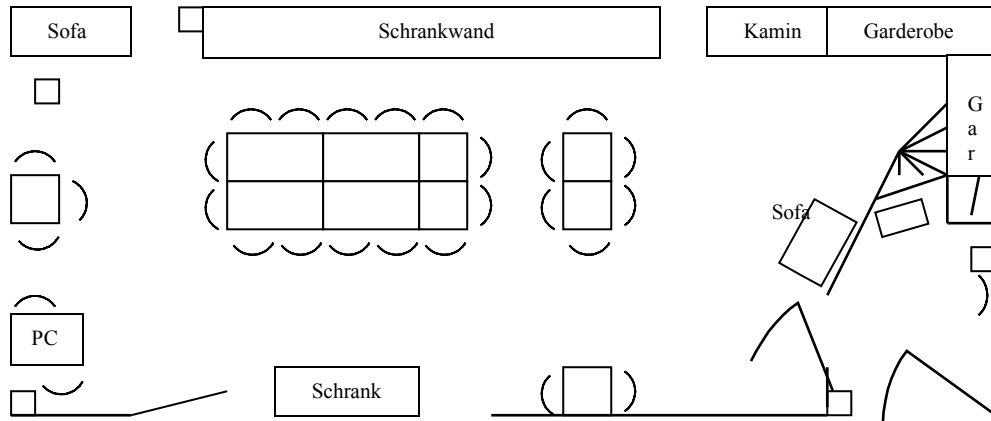 Sofa
Schrankwand
Kamin
Garderobe
G
a
r
Sofa
PC
Schrank